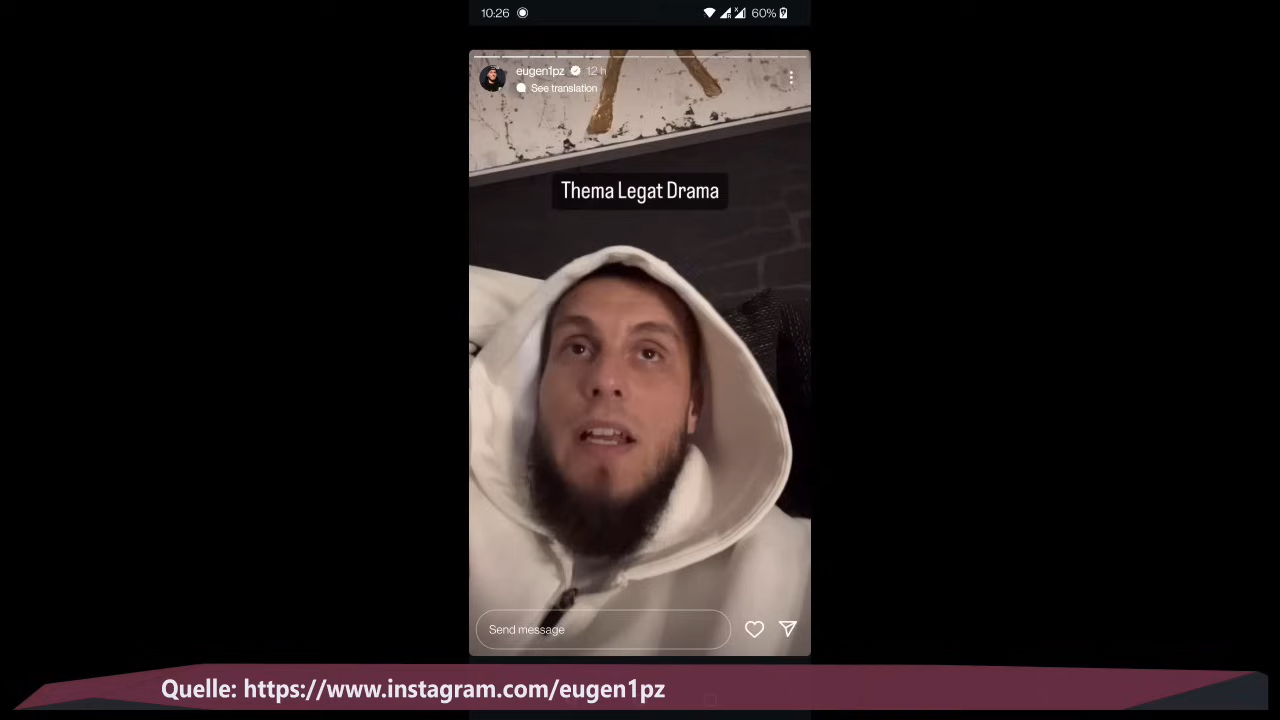 10:26
60%
eugen1pz 12 h
See translation
Thema Legat Drama
Send message
Quelle: https://www.instagram.com/eugen1pz